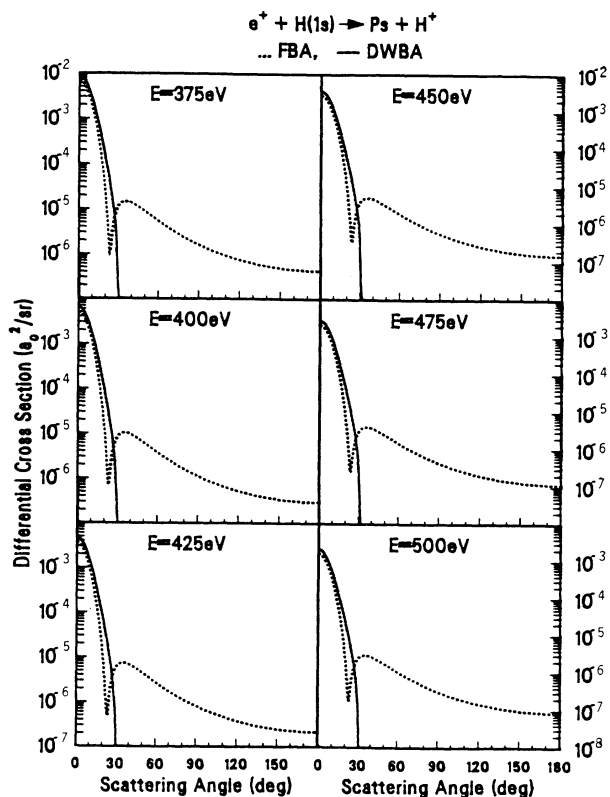 e⁺ + H(1s) → Ps + H⁺
... FBA, — DWBA
10⁻²
10⁻³
10⁻⁴
10⁻⁵
10⁻⁶
E=375eV
E=450eV
10⁻²
10⁻³
10⁻⁴
10⁻⁵
10⁻⁶
10⁻⁷
10⁻³
10⁻⁴
10⁻⁵
10⁻⁶
E=400eV
E=475eV
10⁻³
10⁻⁴
10⁻⁵
10⁻⁶
10⁻⁷
10⁻³
10⁻⁴
10⁻⁵
10⁻⁶
10⁻⁷
E=425eV
E=500eV
10⁻³
10⁻⁴
10⁻⁵
10⁻⁶
10⁻⁷
10⁻⁸
Differential Cross Section (a₀²/sr)
0 30 60 90 120 150
0 30 60 90 120 150 180
Scattering Angle (deg)
Scattering Angle (deg)